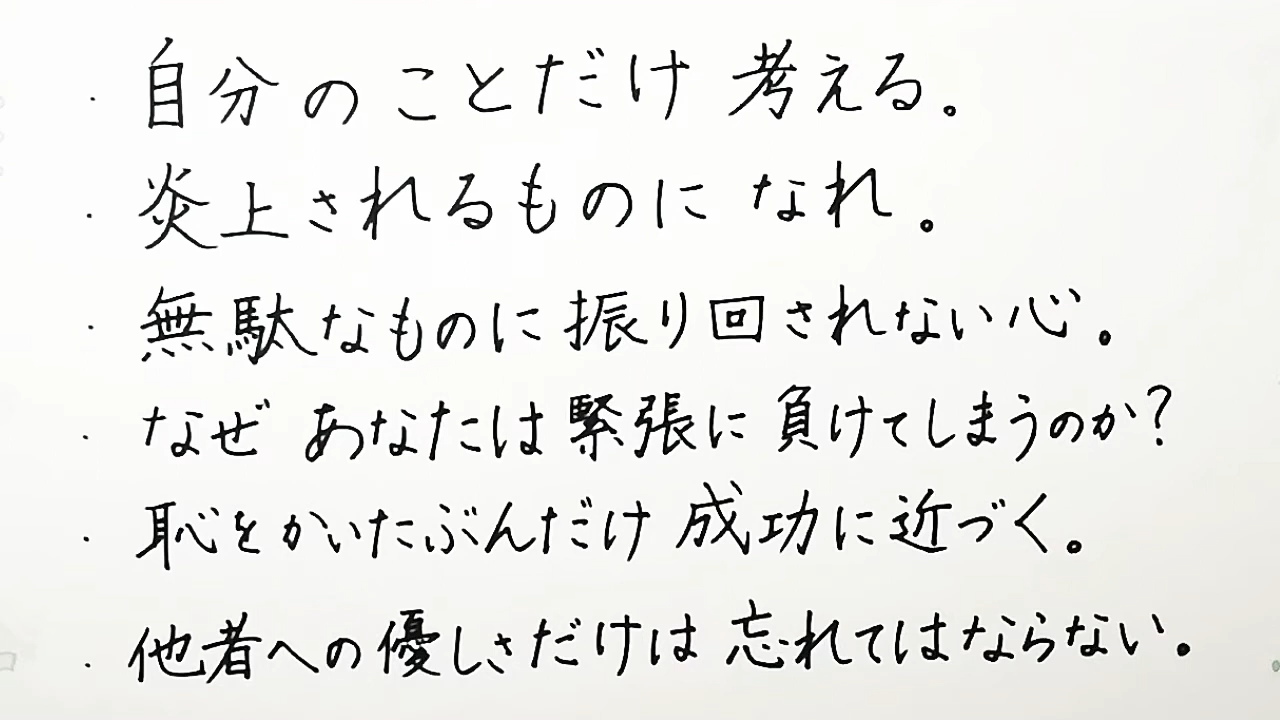 ・自分のことだけ考える。
・炎上されるものになれ。
・無駄なものに振り回されない心。
・なぜあなたは緊張に負けてしまうのか?
・恥をかいたぶんだけ成功に近づく。
・他者への優しさだけは忘れてはならない。